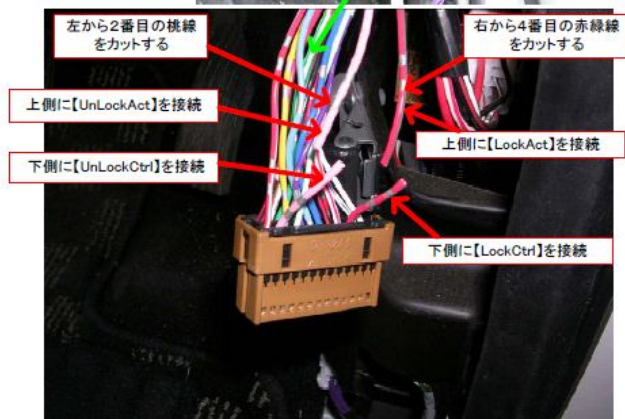 左から2番目の桃線
をカットする
右から4番目の赤緑線
をカットする
上側に【UnLockAct】を接続
上側に【LockAct】を接続
下側に【UnLockCtrl】を接続
下側に【LockCtrl】を接続